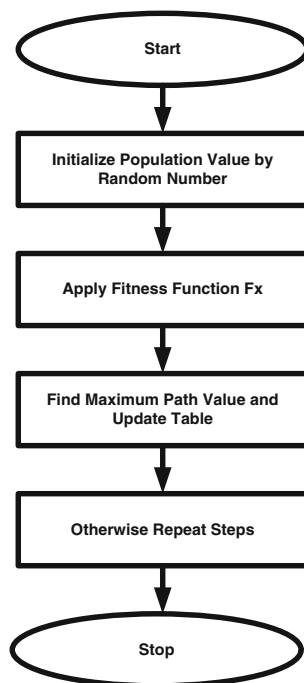 Start
Initialize Population Value by
Random Number
Apply Fitness Function Fx
Find Maximum Path Value and
Update Table
Otherwise Repeat Steps
Stop